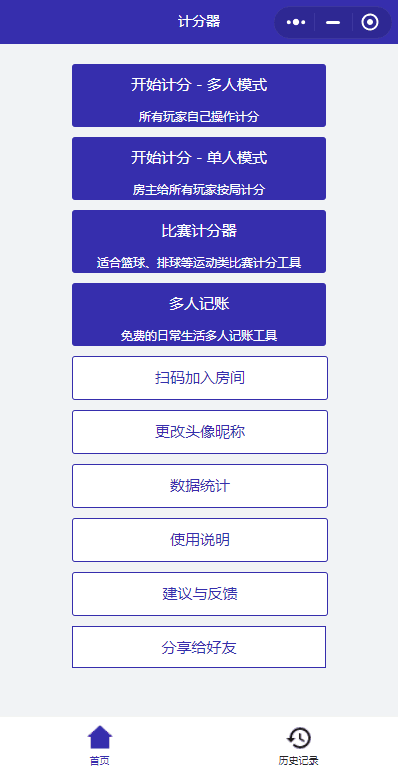 计分器
开始计分 - 多人模式
所有玩家自己操作计分
开始计分 - 单人模式
房主给所有玩家按局计分
比赛计分器
适合篮球、排球等运动类比赛计分工具
多人记账
免费的日常生活多人记账工具
扫码加入房间
更改头像昵称
数据统计
使用说明
建议与反馈
分享给好友
首页
历史记录